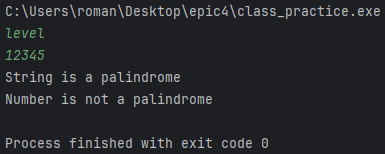 C:\Users\roman\Desktop\epic4\class_practice.exe
level
12345
String is a palindrome
Number is not a palindrome
Process finished with exit code 0